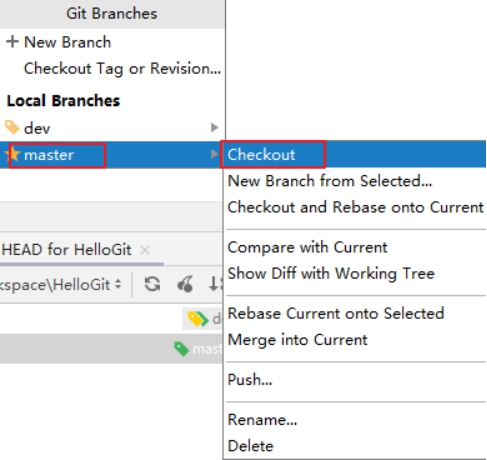 Git Branches
+ New Branch
Checkout Tag or Revision...
Local Branches
dev
master
Checkout
New Branch from Selected...
Checkout and Rebase onto Current
Compare with Current
Show Diff with Working Tree
Rebase Current onto Selected
Merge into Current
Push...
Rename...
Delete
HEAD for HelloGit
kspace\HelloGit